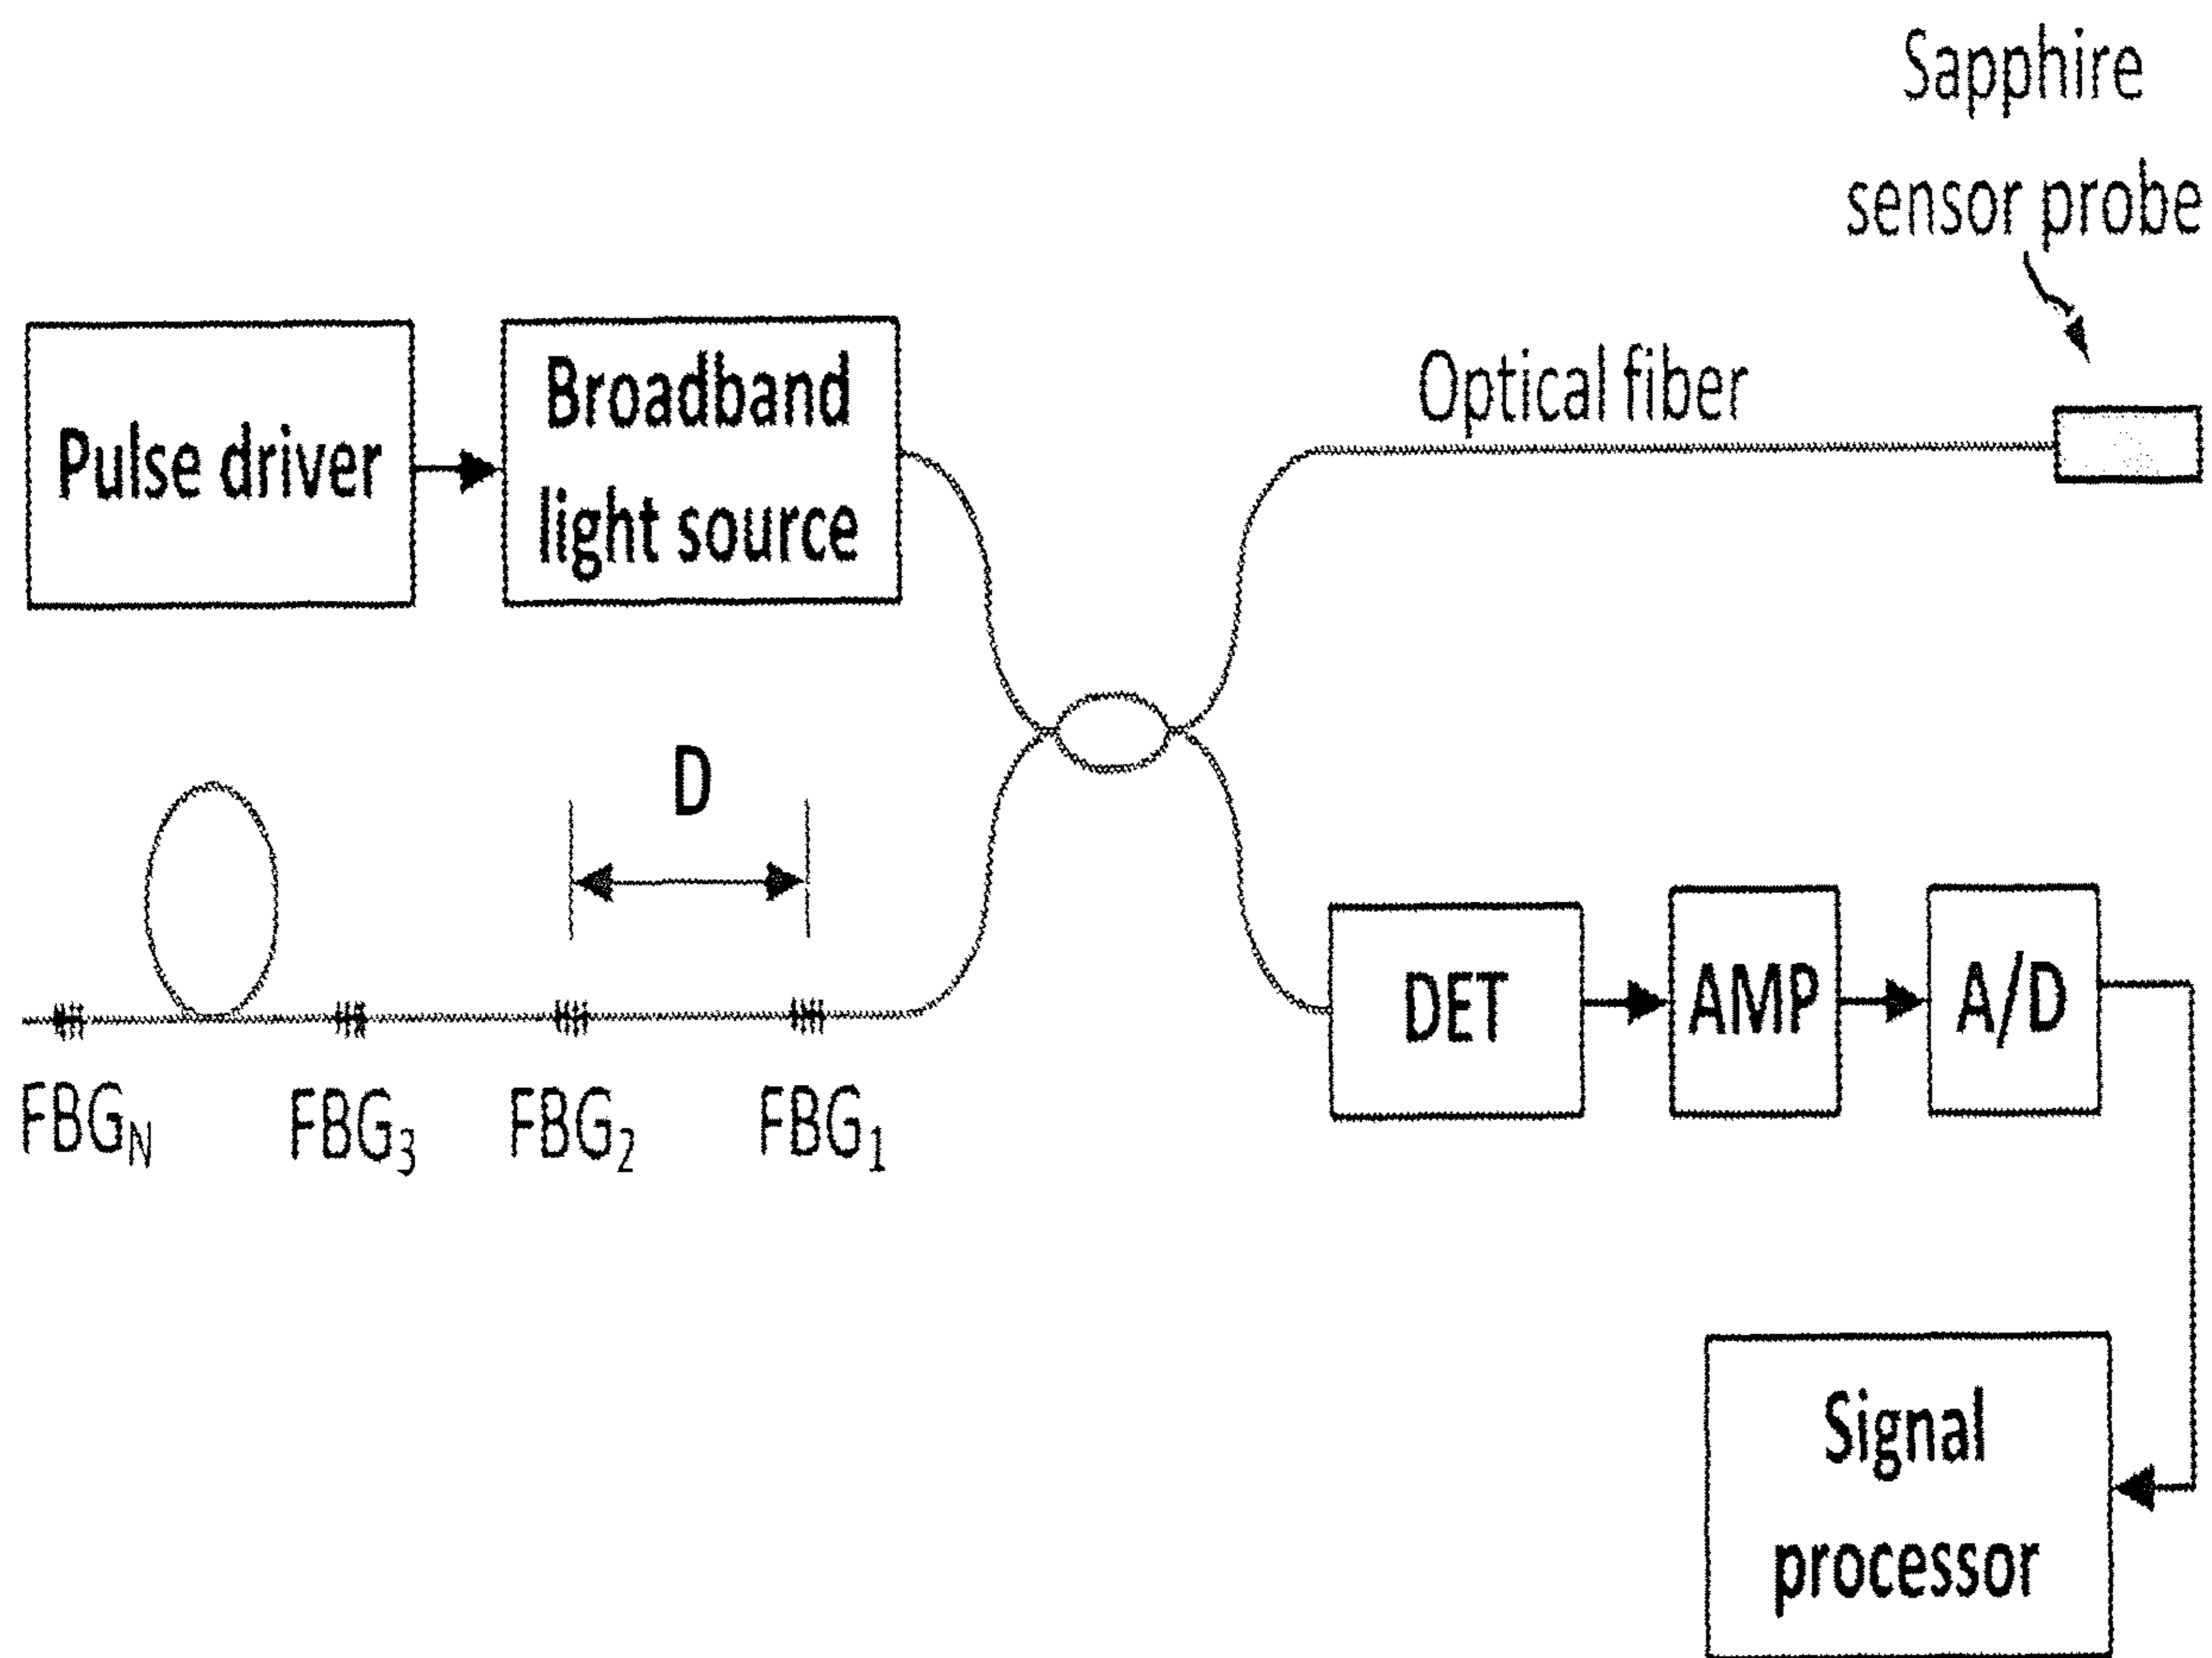 Sapphire
sensor probe
Pulse driver
Broadband
light source
Optical fiber
D
DET
AMP
A/D
FBG_N
FBG_3
FBG_2
FBG_1
Signal
processor